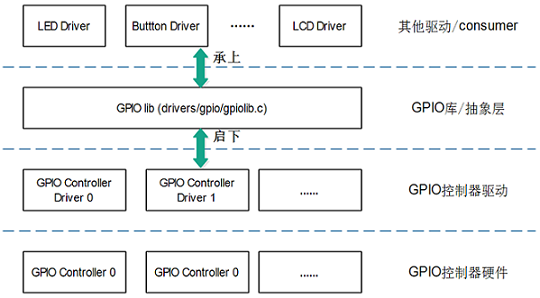 LED Driver
Buttton Driver
······
LCD Driver
其他驱动/consumer
承上
GPIO lib (drivers/gpio/gpiolib.c)
GPIO库/抽象层
启下
GPIO Controller
Driver 0
GPIO Controller
Driver 1
......
GPIO控制器驱动
GPIO Controller 0
GPIO Controller 0
......
GPIO控制器硬件